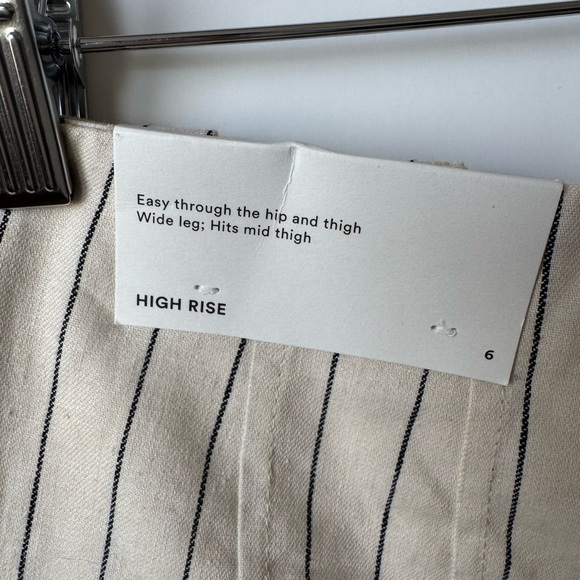 Easy through the hip and thigh
Wide leg; Hits mid thigh
HIGH RISE
6